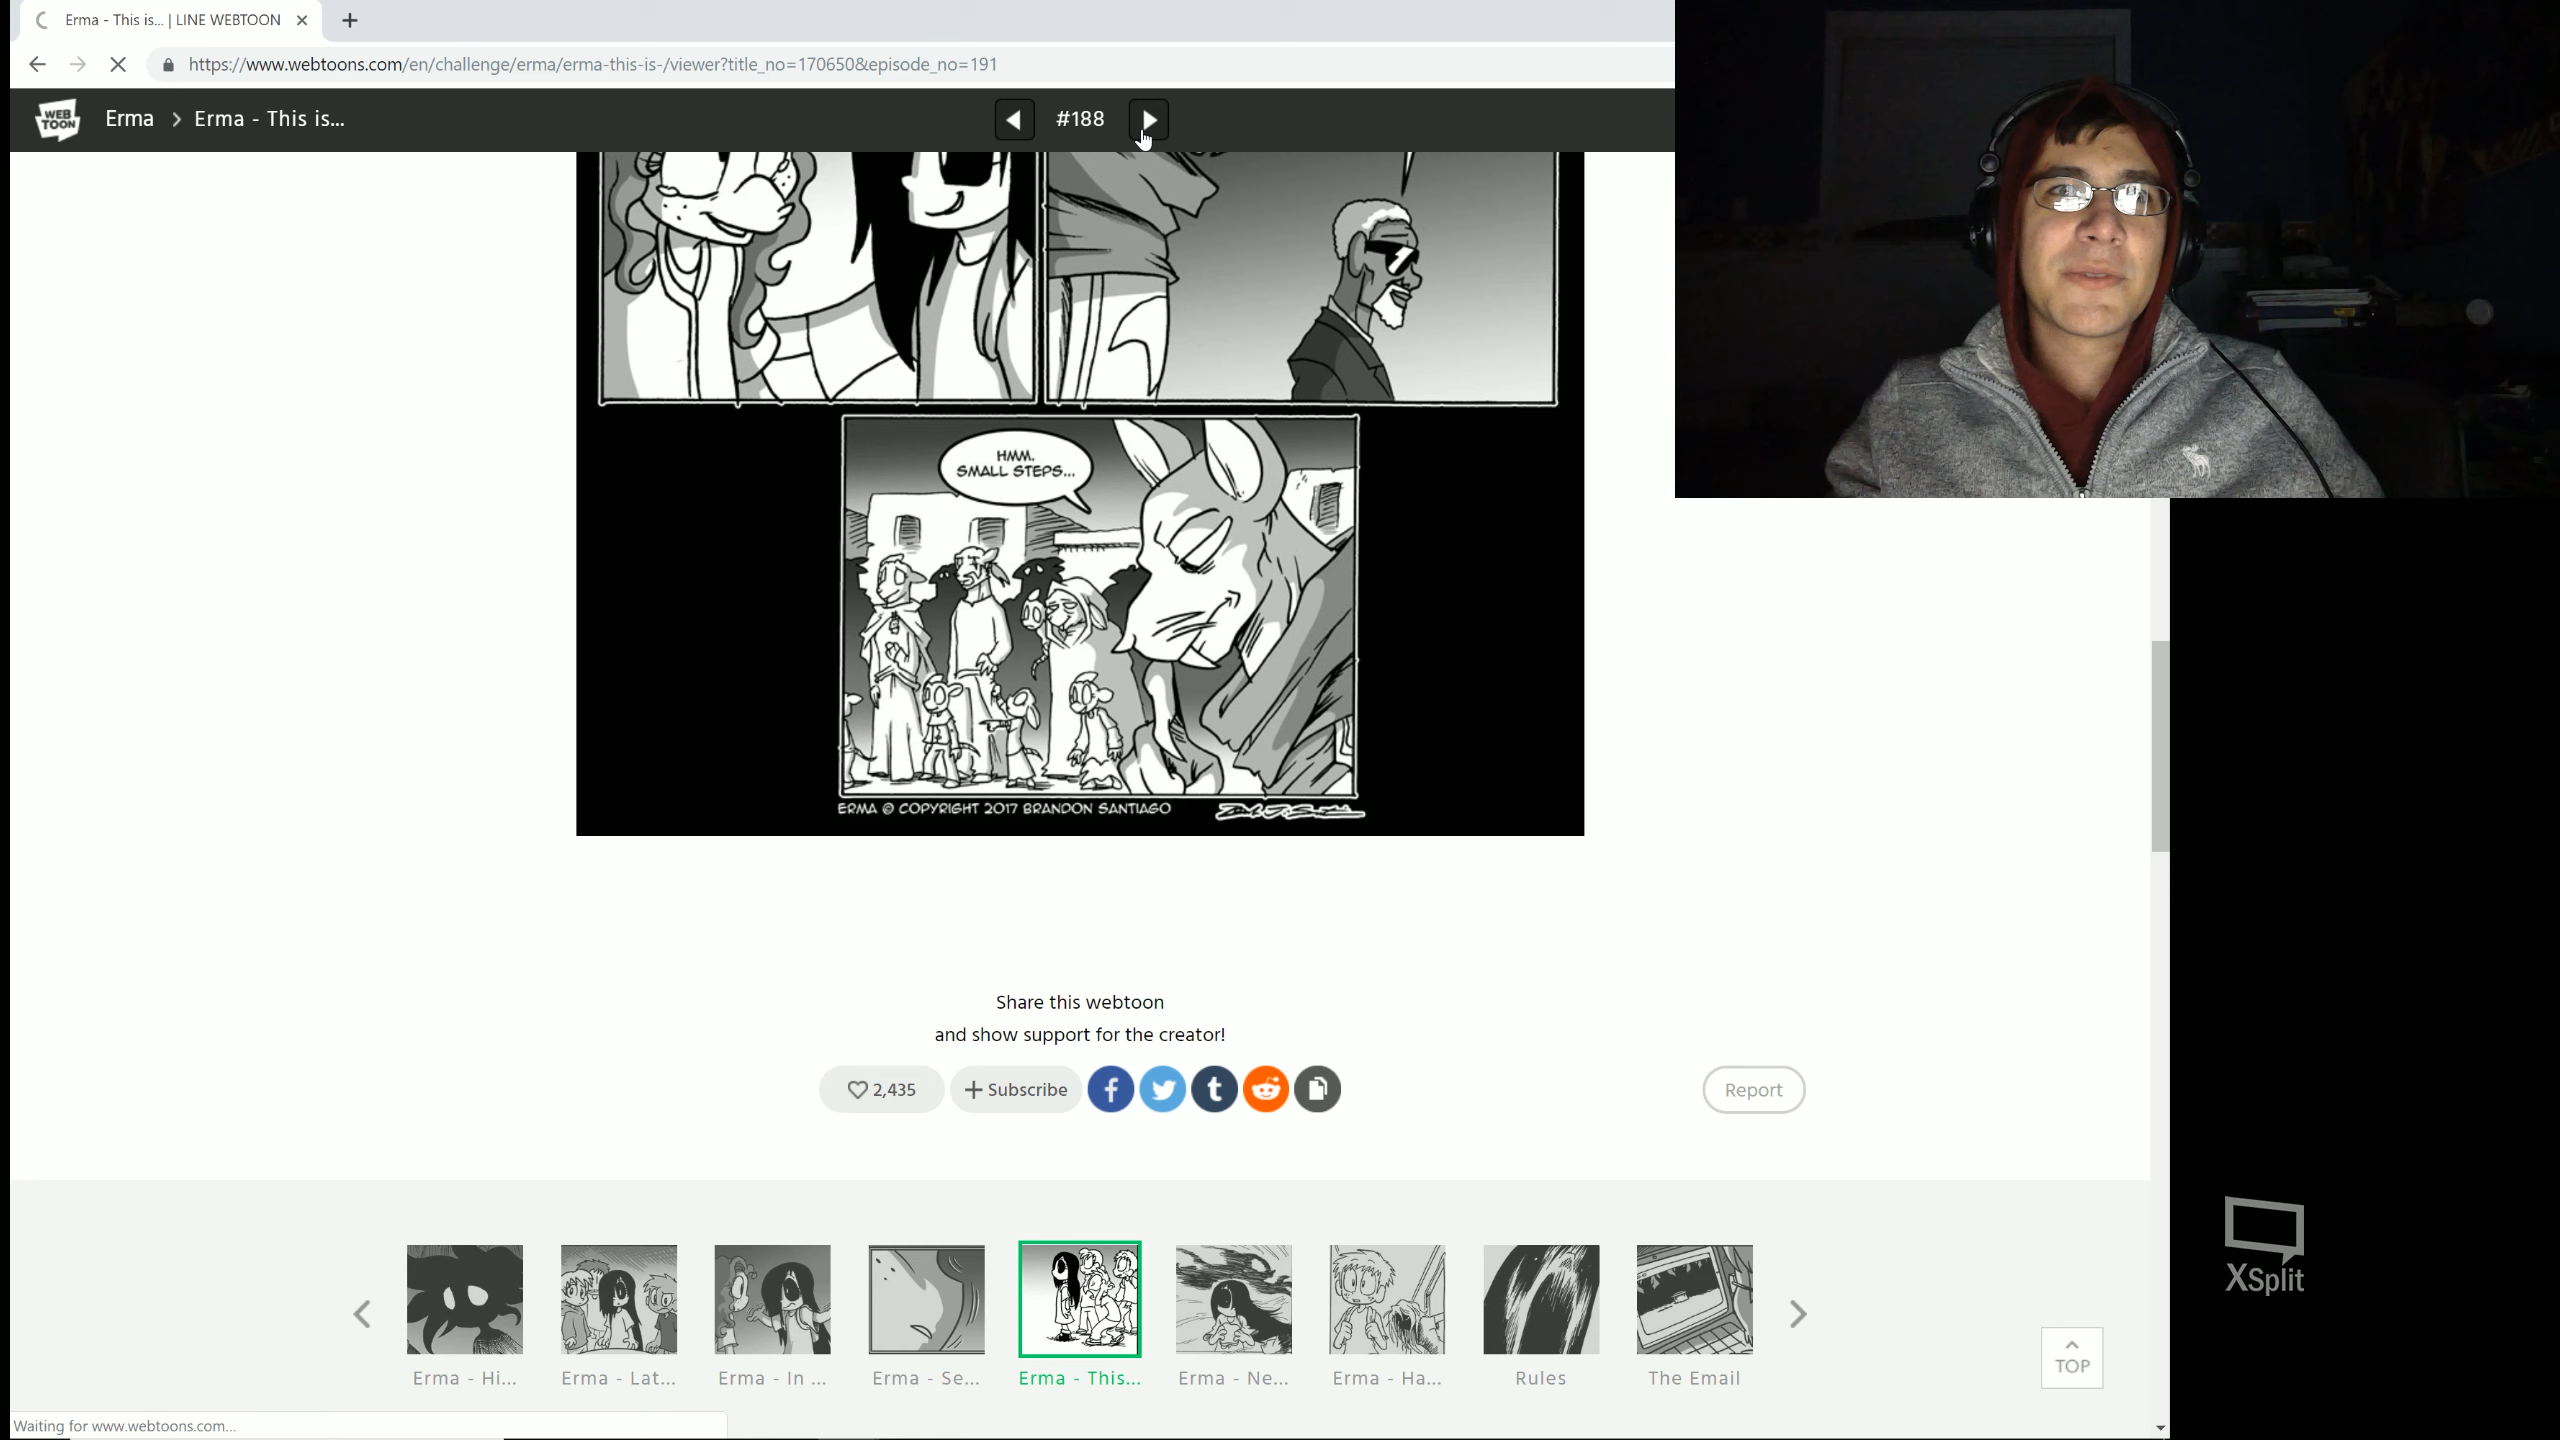 Erma - This is... | LINE WEBTOON
https://www.webtoons.com/en/challenge/erma/erma-this-is-/viewer?title_no=170650&episode_no=191
WEB
TOON
Erma > Erma - This is...
#188
HMM.
SMALL STEPS...
ERMA © COPYRIGHT 2017 BRANDON SANTIAGO
Share this webtoon
and show support for the creator!
2,435
+ Subscribe
Report
XSplit
Erma - Hi...
Erma - Lat...
Erma - In ...
Erma - Se...
Erma - This...
Erma - Ne...
Erma - Ha...
Rules
The Email
TOP
Waiting for www.webtoons.com...